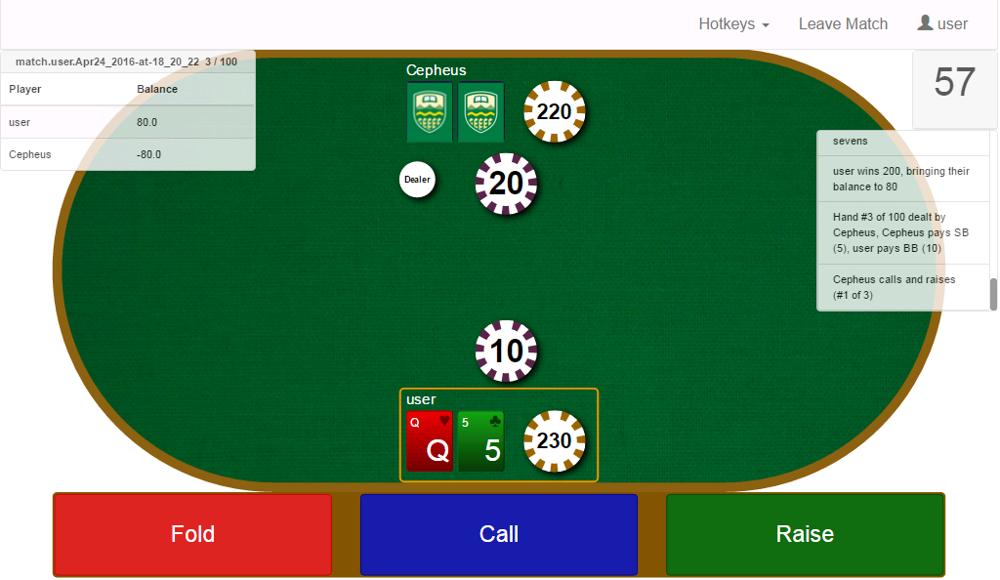 Hotkeys Leave Match user
match.user.Apr24_2016-at-18_20_22 3 / 100
Player Balance
user 80.0
Cepheus -80.0
57
sevens
user wins 200, bringing their
balance to 80
Hand #3 of 100 dealt by
Cepheus, Cepheus pays SB
(5), user pays BB (10)
Cepheus calls and raises
(#1 of 3)
Cepheus
220
Dealer
20
10
user
Q 5
Q 5
230
Fold Call Raise